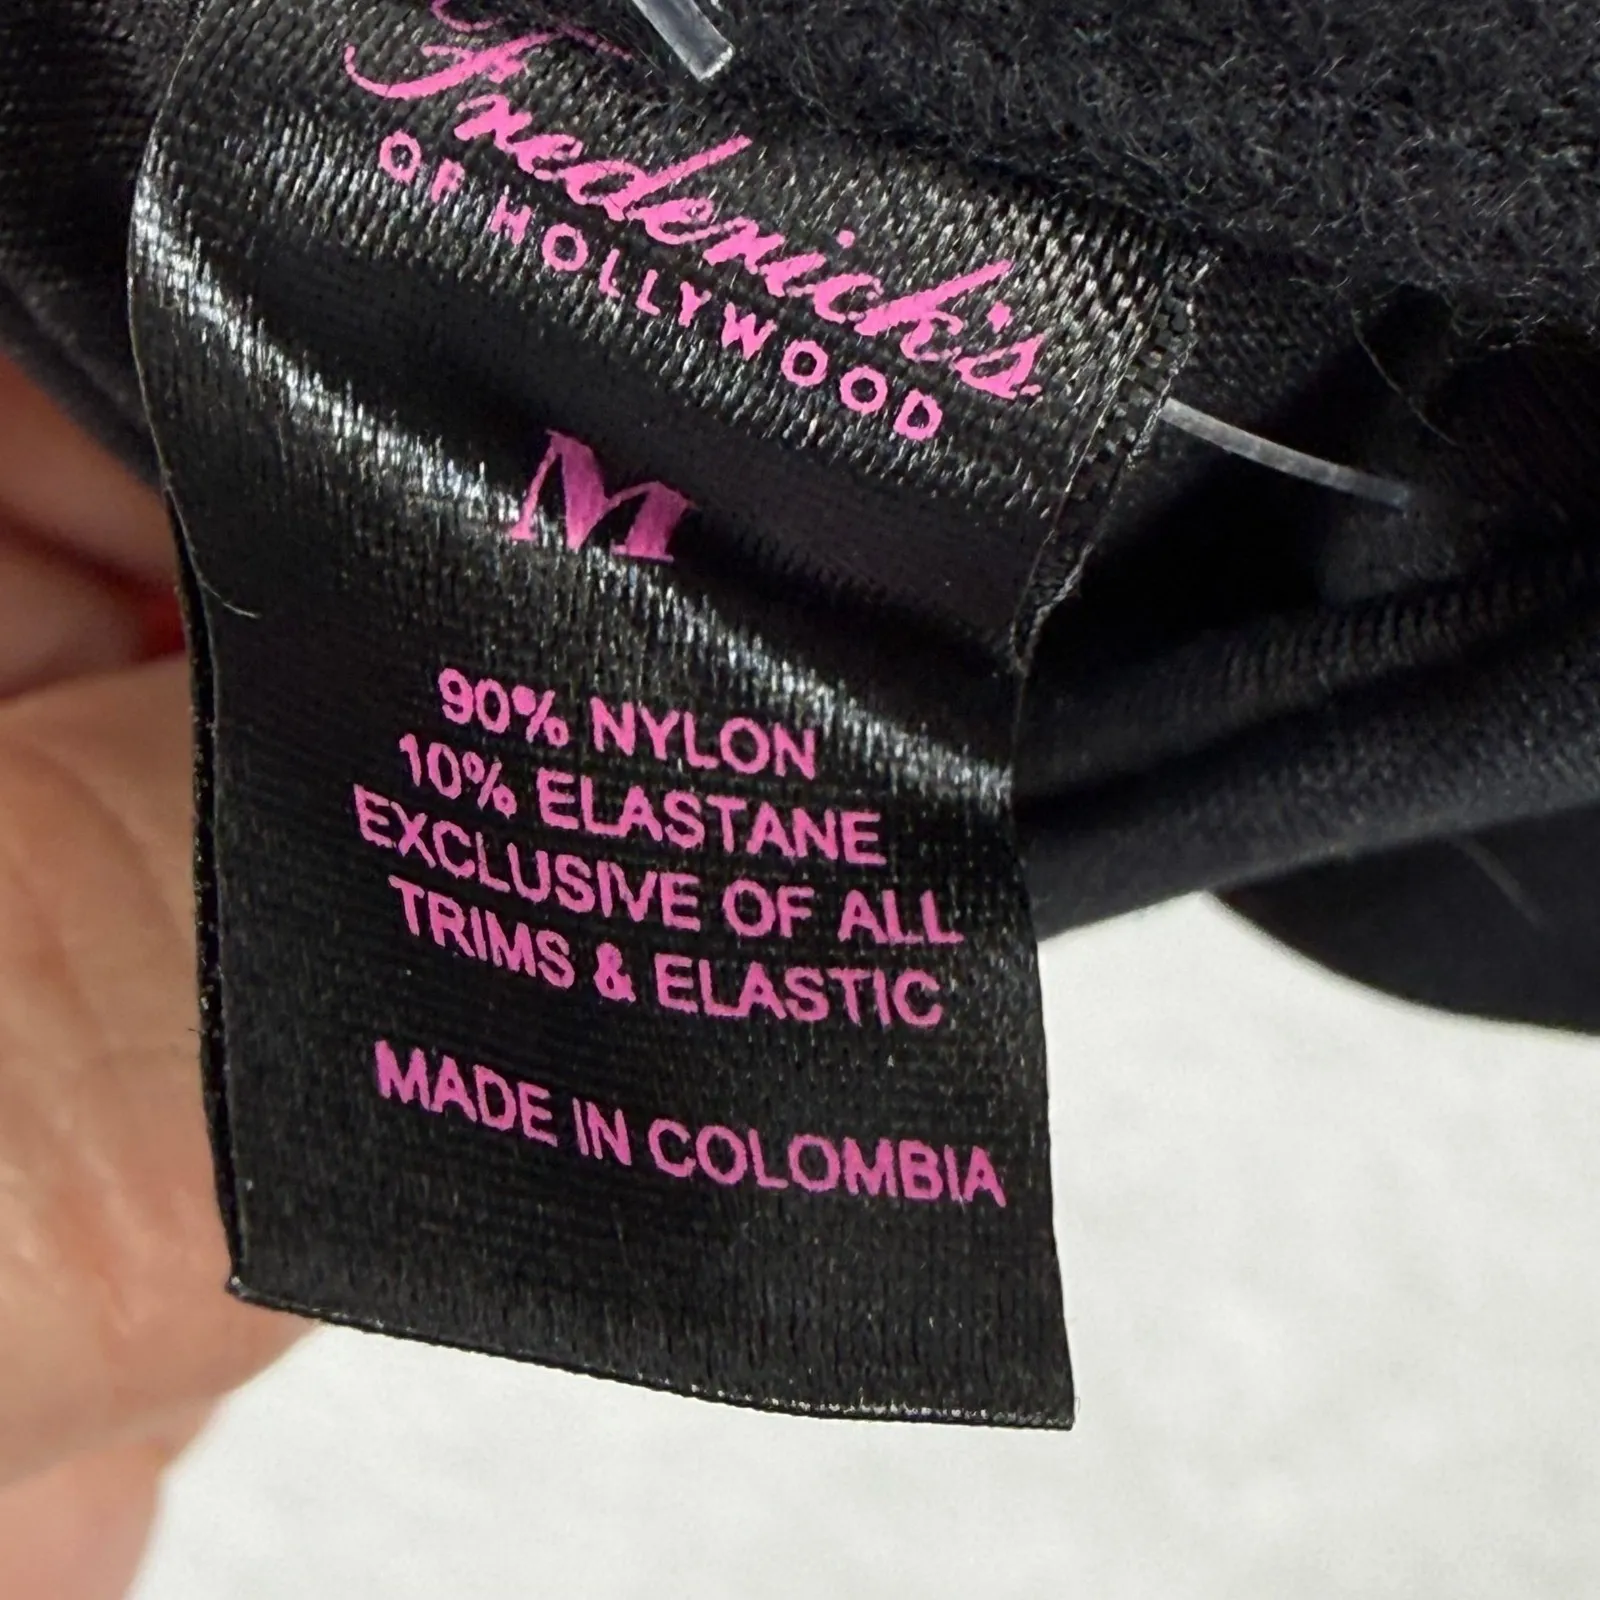 Frederick's
OF HOLLYWOOD
M
90% NYLON
10% ELASTANE
EXCLUSIVE OF ALL
TRIMS & ELASTIC
MADE IN COLOMBIA